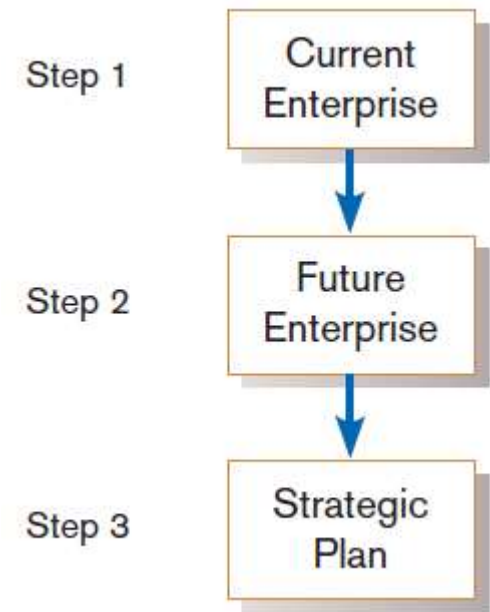 Step 1
Current
Enterprise
Step 2
Future
Enterprise
Step 3
Strategic
Plan